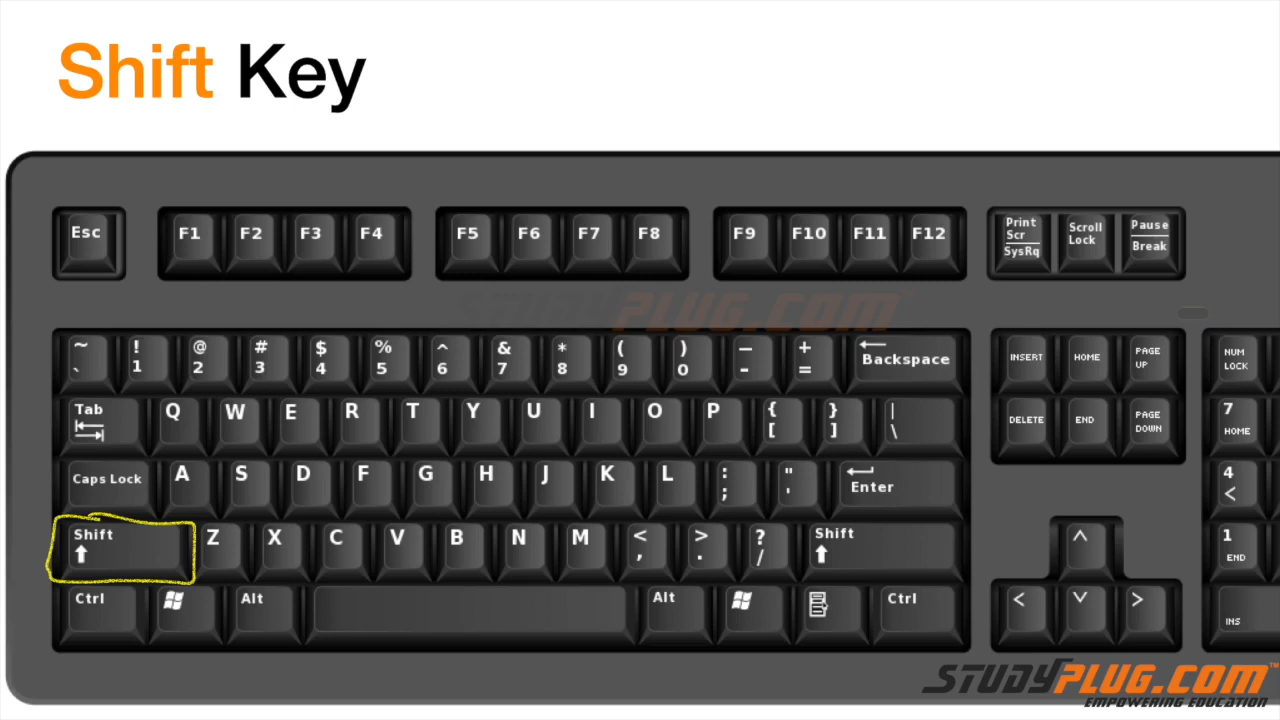 Shift Key
Esc F1 F2 F3 F4 F5 F6 F7 F8 F9 F10 F11 F12 Print Scr SysRq Scroll Lock Pause Break
STUDYPLUG.COM™
~ ` ! 1 @ 2 # 3 $ 4 % 5 ^ 6 & 7 * 8 ( 9 ) 0 — - + = Backspace INSERT HOME PAGE UP NUM LOCK
Tab Q W E R T Y U I O P { [ } ] | \ DELETE END PAGE DOWN 7 HOME
Caps Lock A S D F G H J K L : ; " ' Enter 4 <
Shift Z X C V B N M < , > . ? / Shift ^ 1 END
Ctrl Alt Alt Ctrl < v > INS
STUDYPLUG.COM™
EMPOWERING EDUCATION